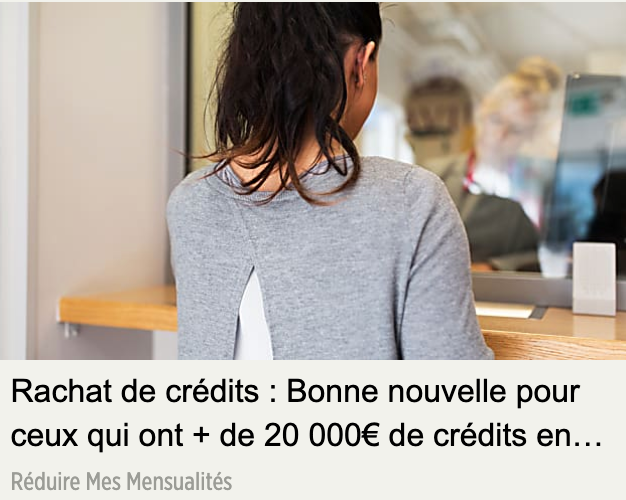 Rachat de crédits : Bonne nouvelle pour
ceux qui ont + de 20 000€ de crédits en…
Réduire Mes Mensualités